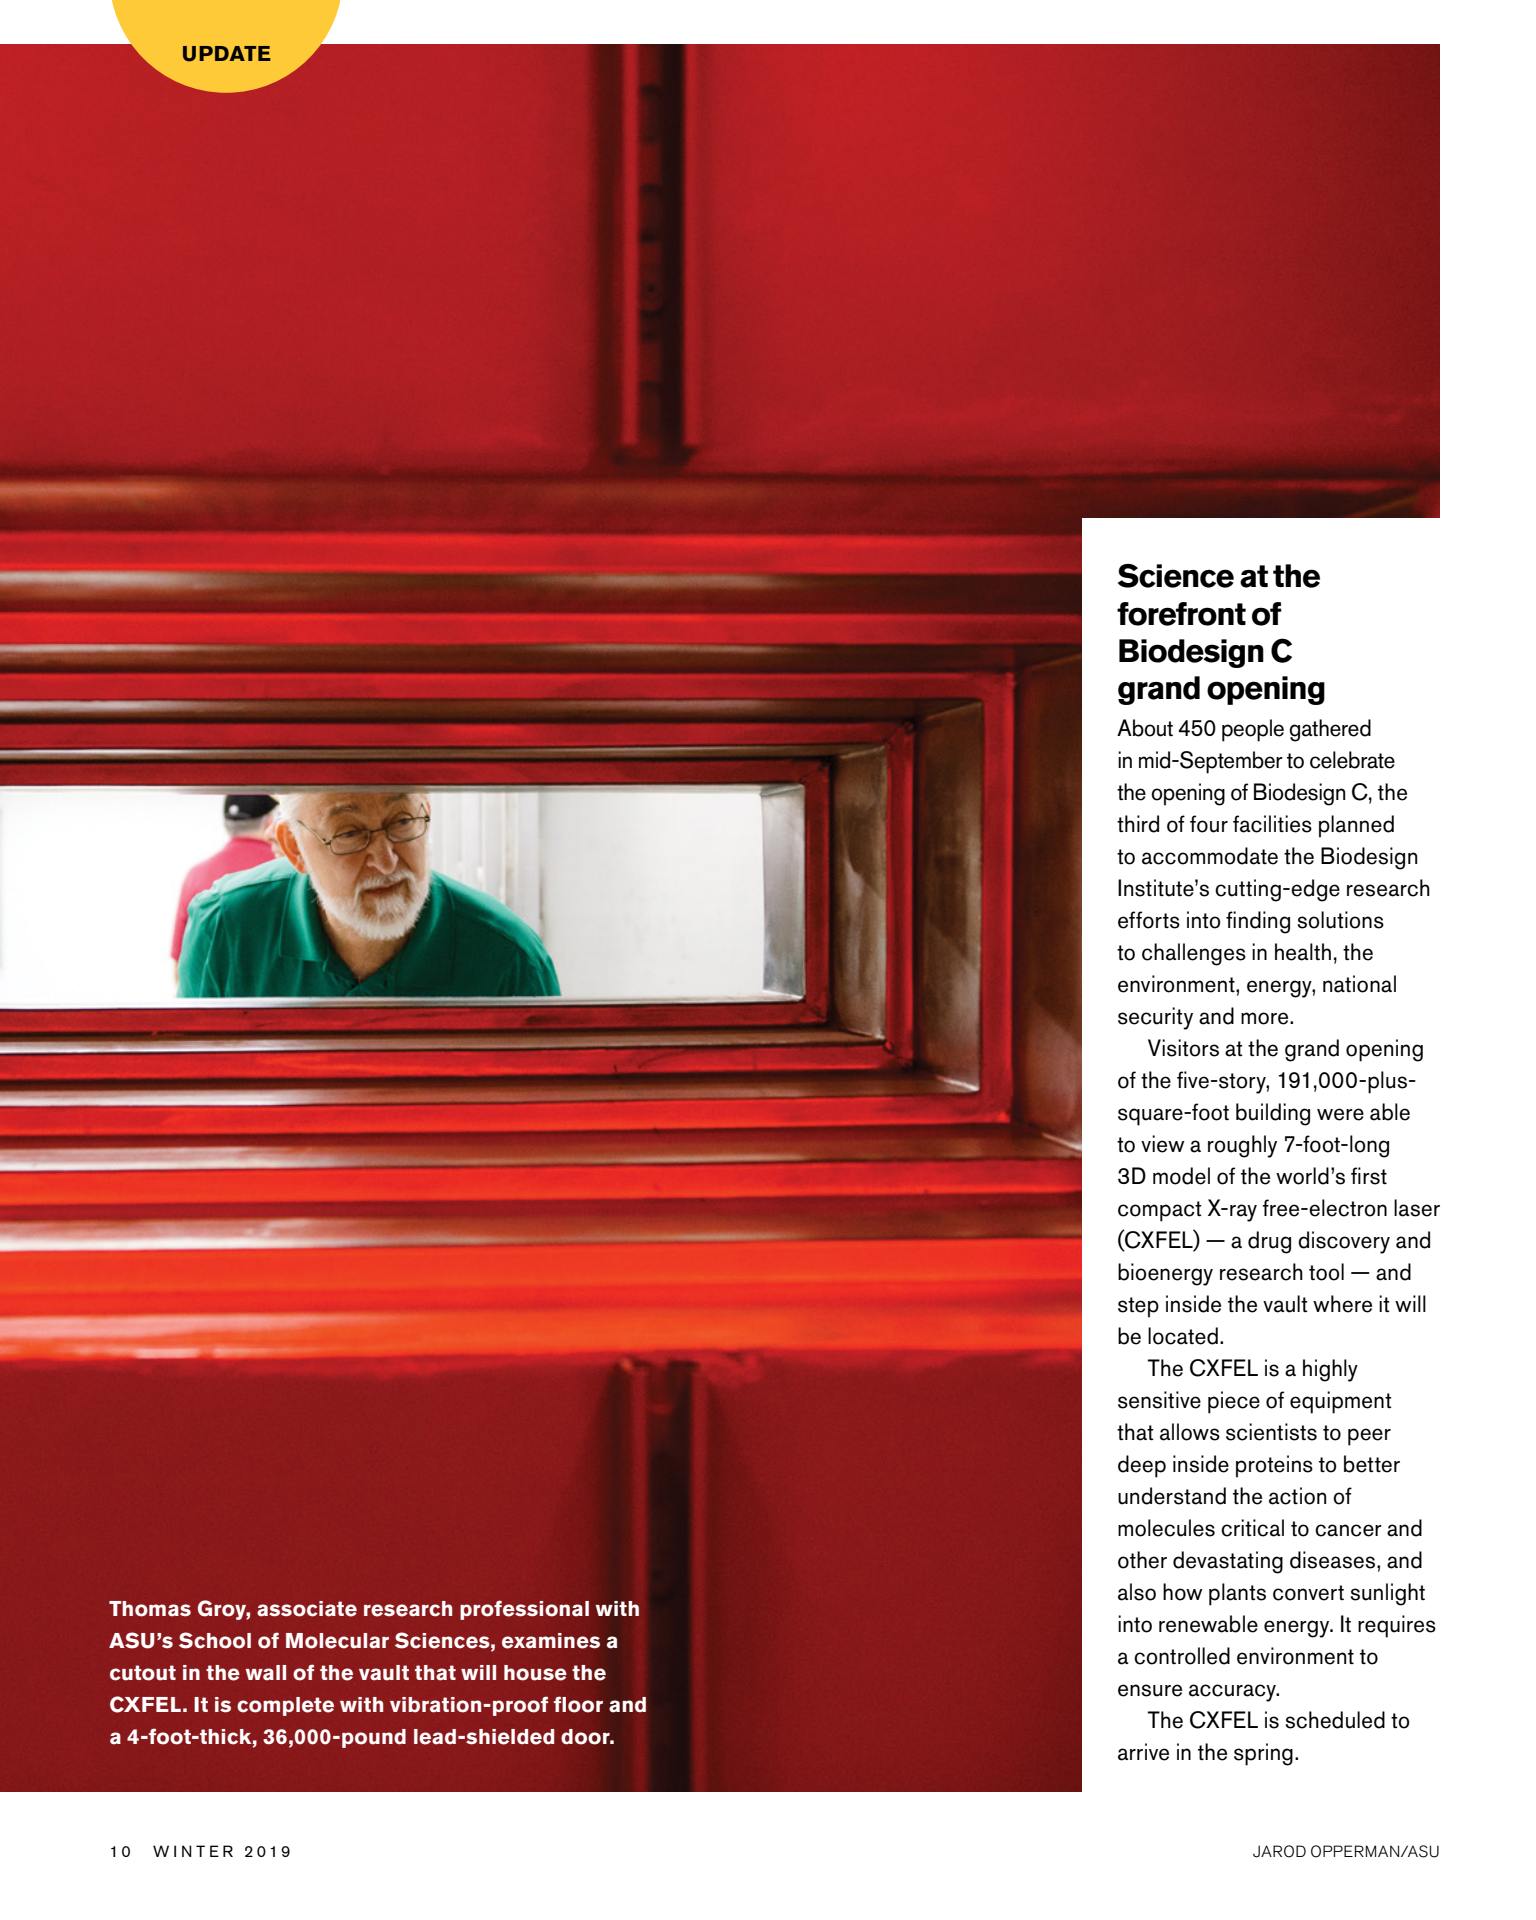 UPDATE
Science at the
forefront of
Biodesign C
grand opening
About 450 people gathered
in mid-September to celebrate
the opening of Biodesign C, the
third of four facilities planned
to accommodate the Biodesign
Institute’s cutting-edge research
efforts into finding solutions
to challenges in health, the
environment, energy, national
security and more.
Visitors at the grand opening
of the five-story, 191,000-plus-
square-foot building were able
to view a roughly 7-foot-long
3D model of the world’s first
compact X-ray free-electron laser
(CXFEL) — a drug discovery and
bioenergy research tool — and
step inside the vault where it will
be located.
The CXFEL is a highly
sensitive piece of equipment
that allows scientists to peer
deep inside proteins to better
understand the action of
molecules critical to cancer and
other devastating diseases, and
also how plants convert sunlight
into renewable energy. It requires
a controlled environment to
ensure accuracy.
The CXFEL is scheduled to
arrive in the spring.
Thomas Groy, associate research professional with
ASU’s School of Molecular Sciences, examines a
cutout in the wall of the vault that will house the
CXFEL. It is complete with vibration-proof floor and
a 4-foot-thick, 36,000-pound lead-shielded door.
10 WINTER 2019
JAROD OPPERMAN/ASU